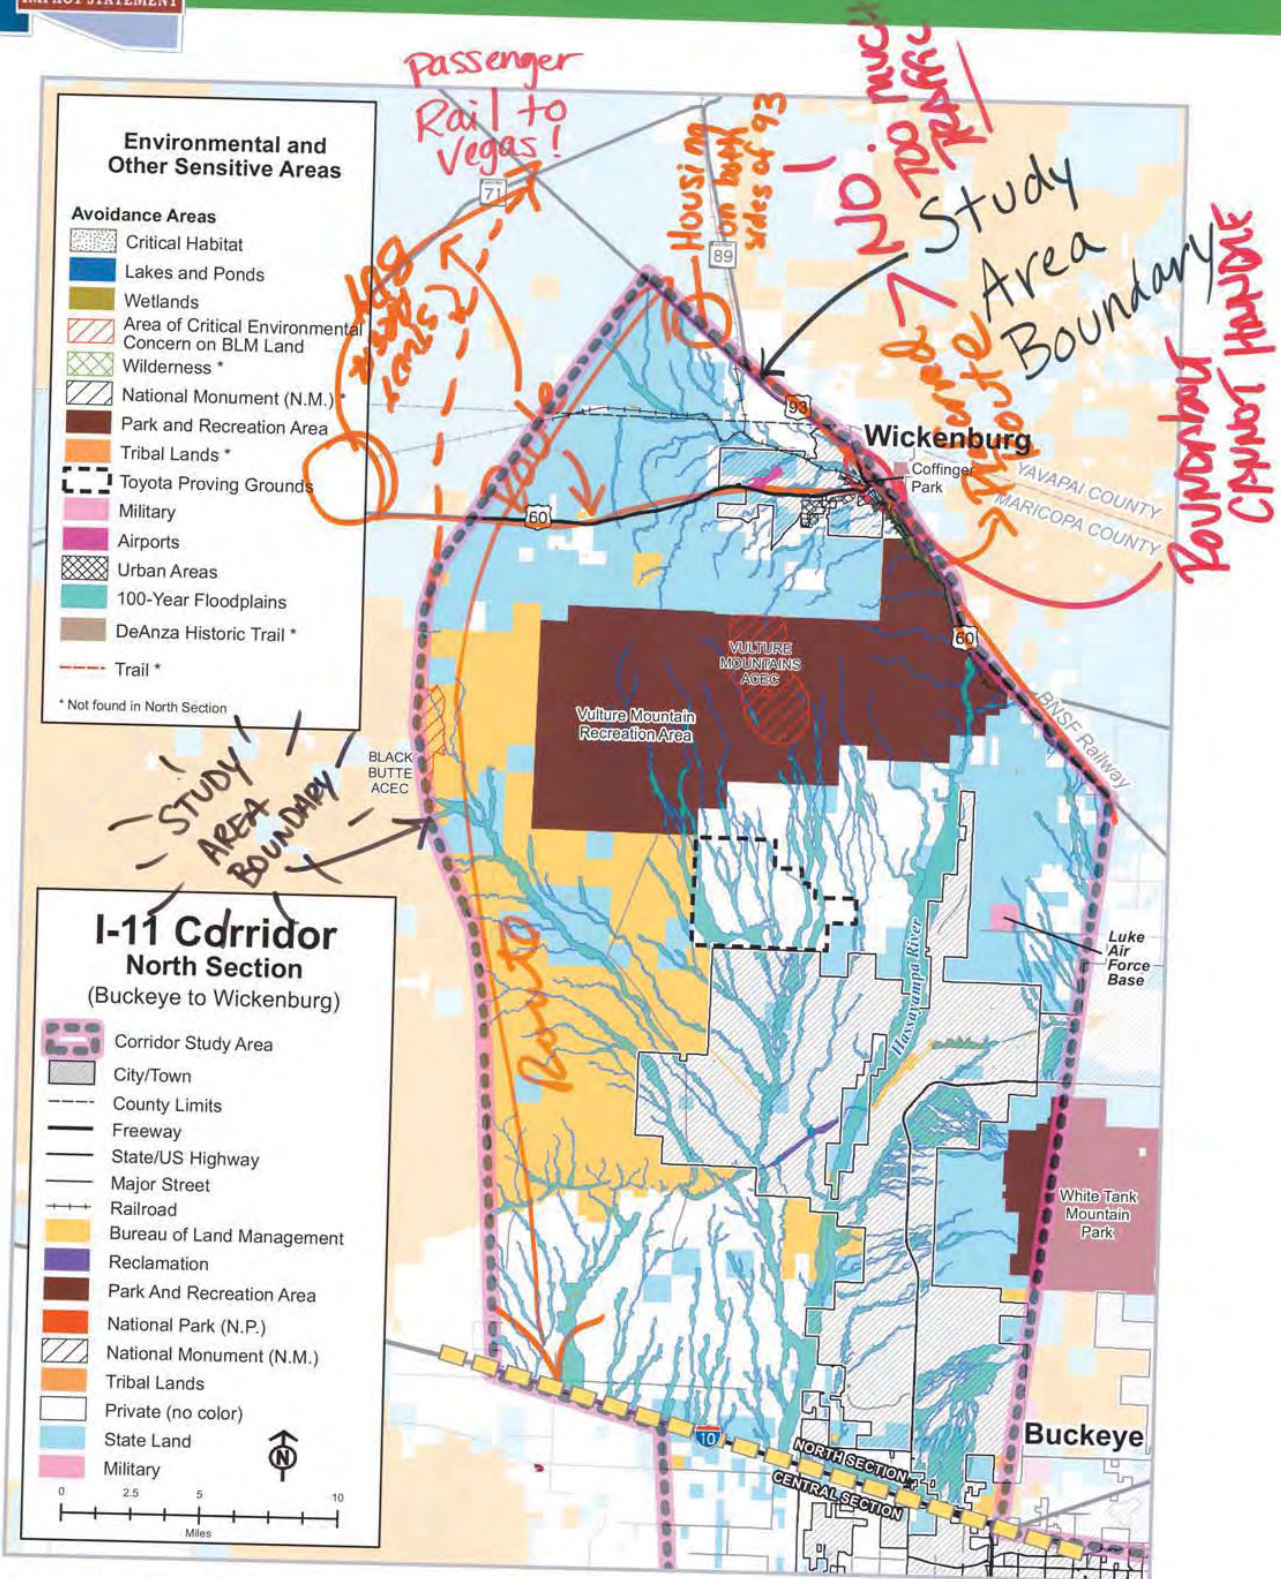 IMPACT STATEMENT
Passenger
Rail to
Vegas!
Housing
on both
sides of 93
NO!
TOO MUCH
TRAFFIC
Study
Area
Boundary
ROUNDABOUT
CANNOT HANDLE
Environmental and
Other Sensitive Areas
Avoidance Areas
Critical Habitat
Lakes and Ponds
Wetlands
Area of Critical Environmental
Concern on BLM Land
Wilderness *
National Monument (N.M.) *
Park and Recreation Area
Tribal Lands *
Toyota Proving Grounds
Military
Airports
Urban Areas
100-Year Floodplains
DeAnza Historic Trail *
Trail *
* Not found in North Section
71
89
93
Route
Route
Wickenburg
Coffinger
Park
YAVAPAI COUNTY
MARICOPA COUNTY
60
60
VULTURE
MOUNTAINS
ACEC
Vulture Mountain
Recreation Area
BNSF Railway
BLACK
BUTTE
ACEC
STUDY
AREA
BOUNDARY
Route
Hassayampa River
Luke
Air
Force
Base
White Tank
Mountain
Park
Buckeye
10
NORTH SECTION
CENTRAL SECTION
I-11 Corridor
North Section
(Buckeye to Wickenburg)
Corridor Study Area
City/Town
County Limits
Freeway
State/US Highway
Major Street
Railroad
Bureau of Land Management
Reclamation
Park And Recreation Area
National Park (N.P.)
National Monument (N.M.)
Tribal Lands
Private (no color)
State Land
Military
N
0 2.5 5 10
Miles